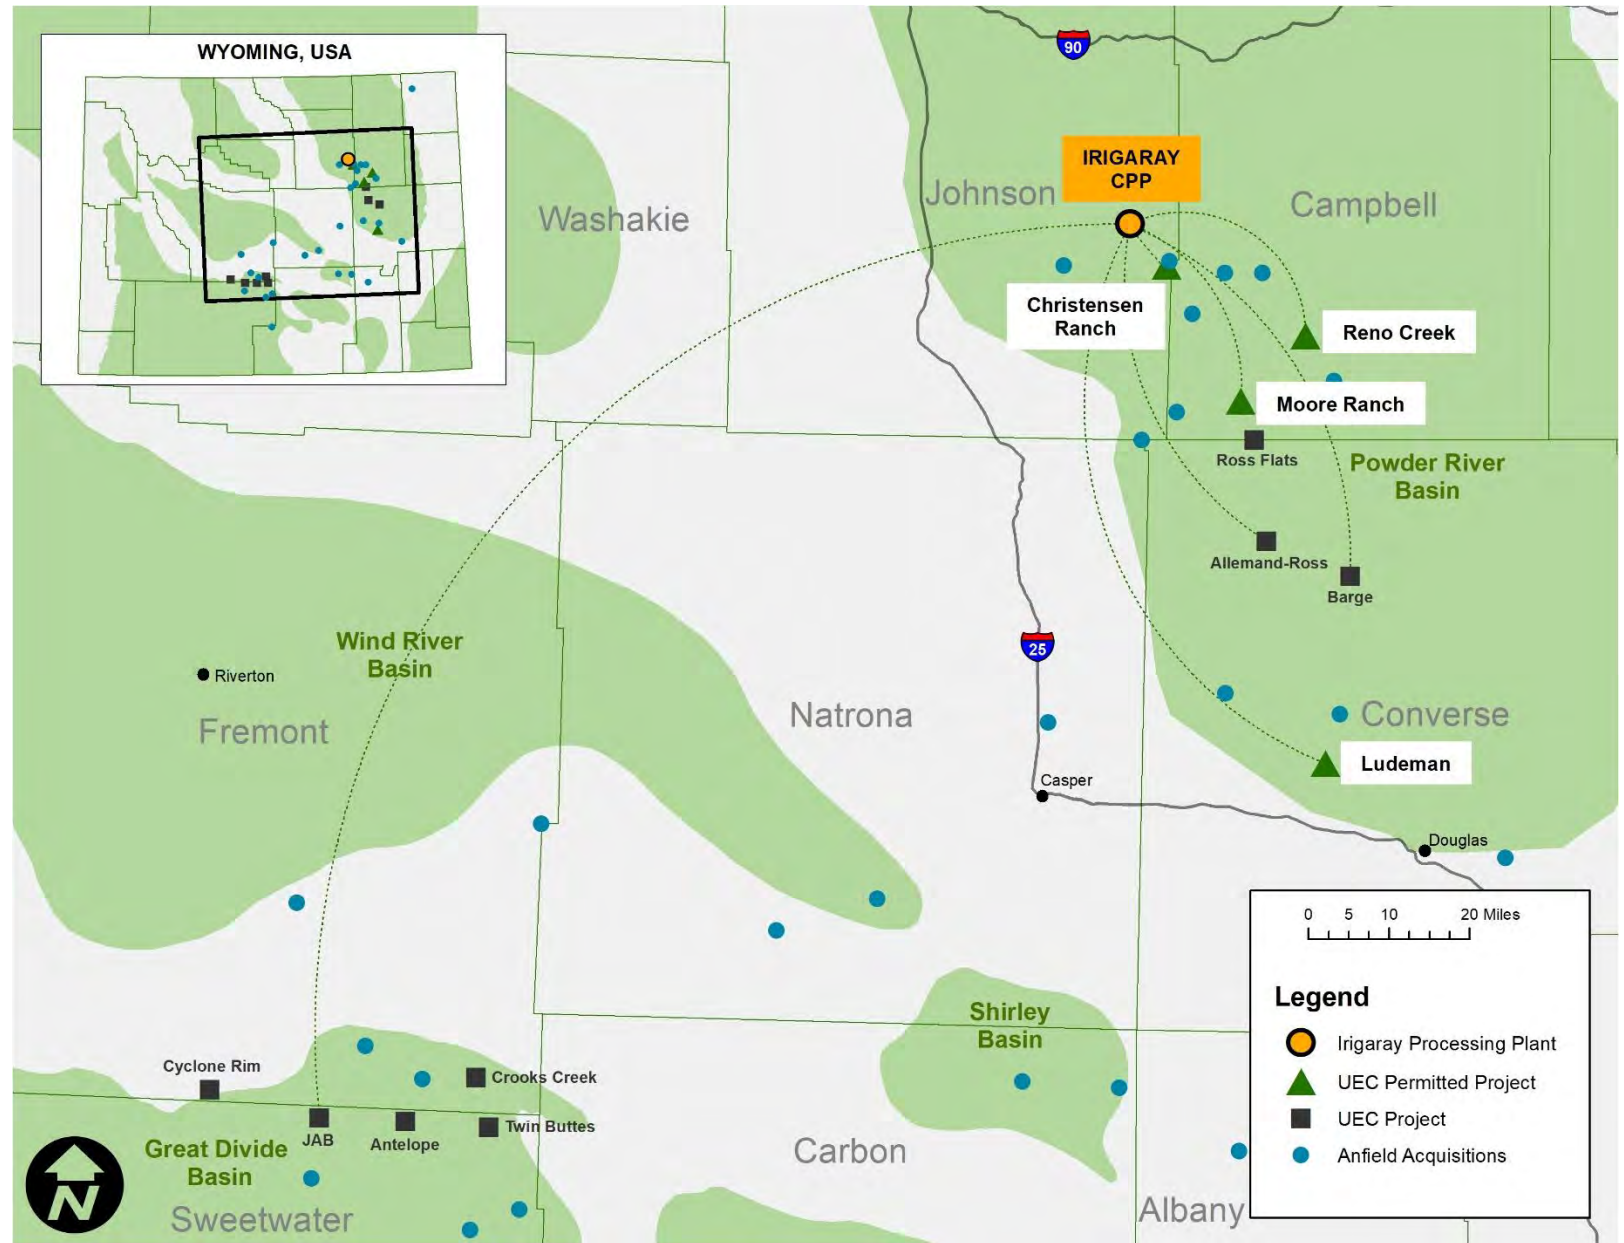 WYOMING, USA
90
IRIGARAY
CPP
Johnson
Campbell
Washakie
Christensen
Ranch
Reno Creek
Moore Ranch
Ross Flats
Powder River
Basin
Allemand-Ross
Barge
Wind River
Basin
25
Riverton
Fremont
Natrona
Converse
Ludeman
Casper
Douglas
0 5 10 20 Miles
Shirley
Basin
Legend
Irigaray Processing Plant
UEC Permitted Project
UEC Project
Anfield Acquisitions
Cyclone Rim
Crooks Creek
JAB
Antelope
Twin Buttes
Great Divide
Basin
Carbon
N
Sweetwater
Albany